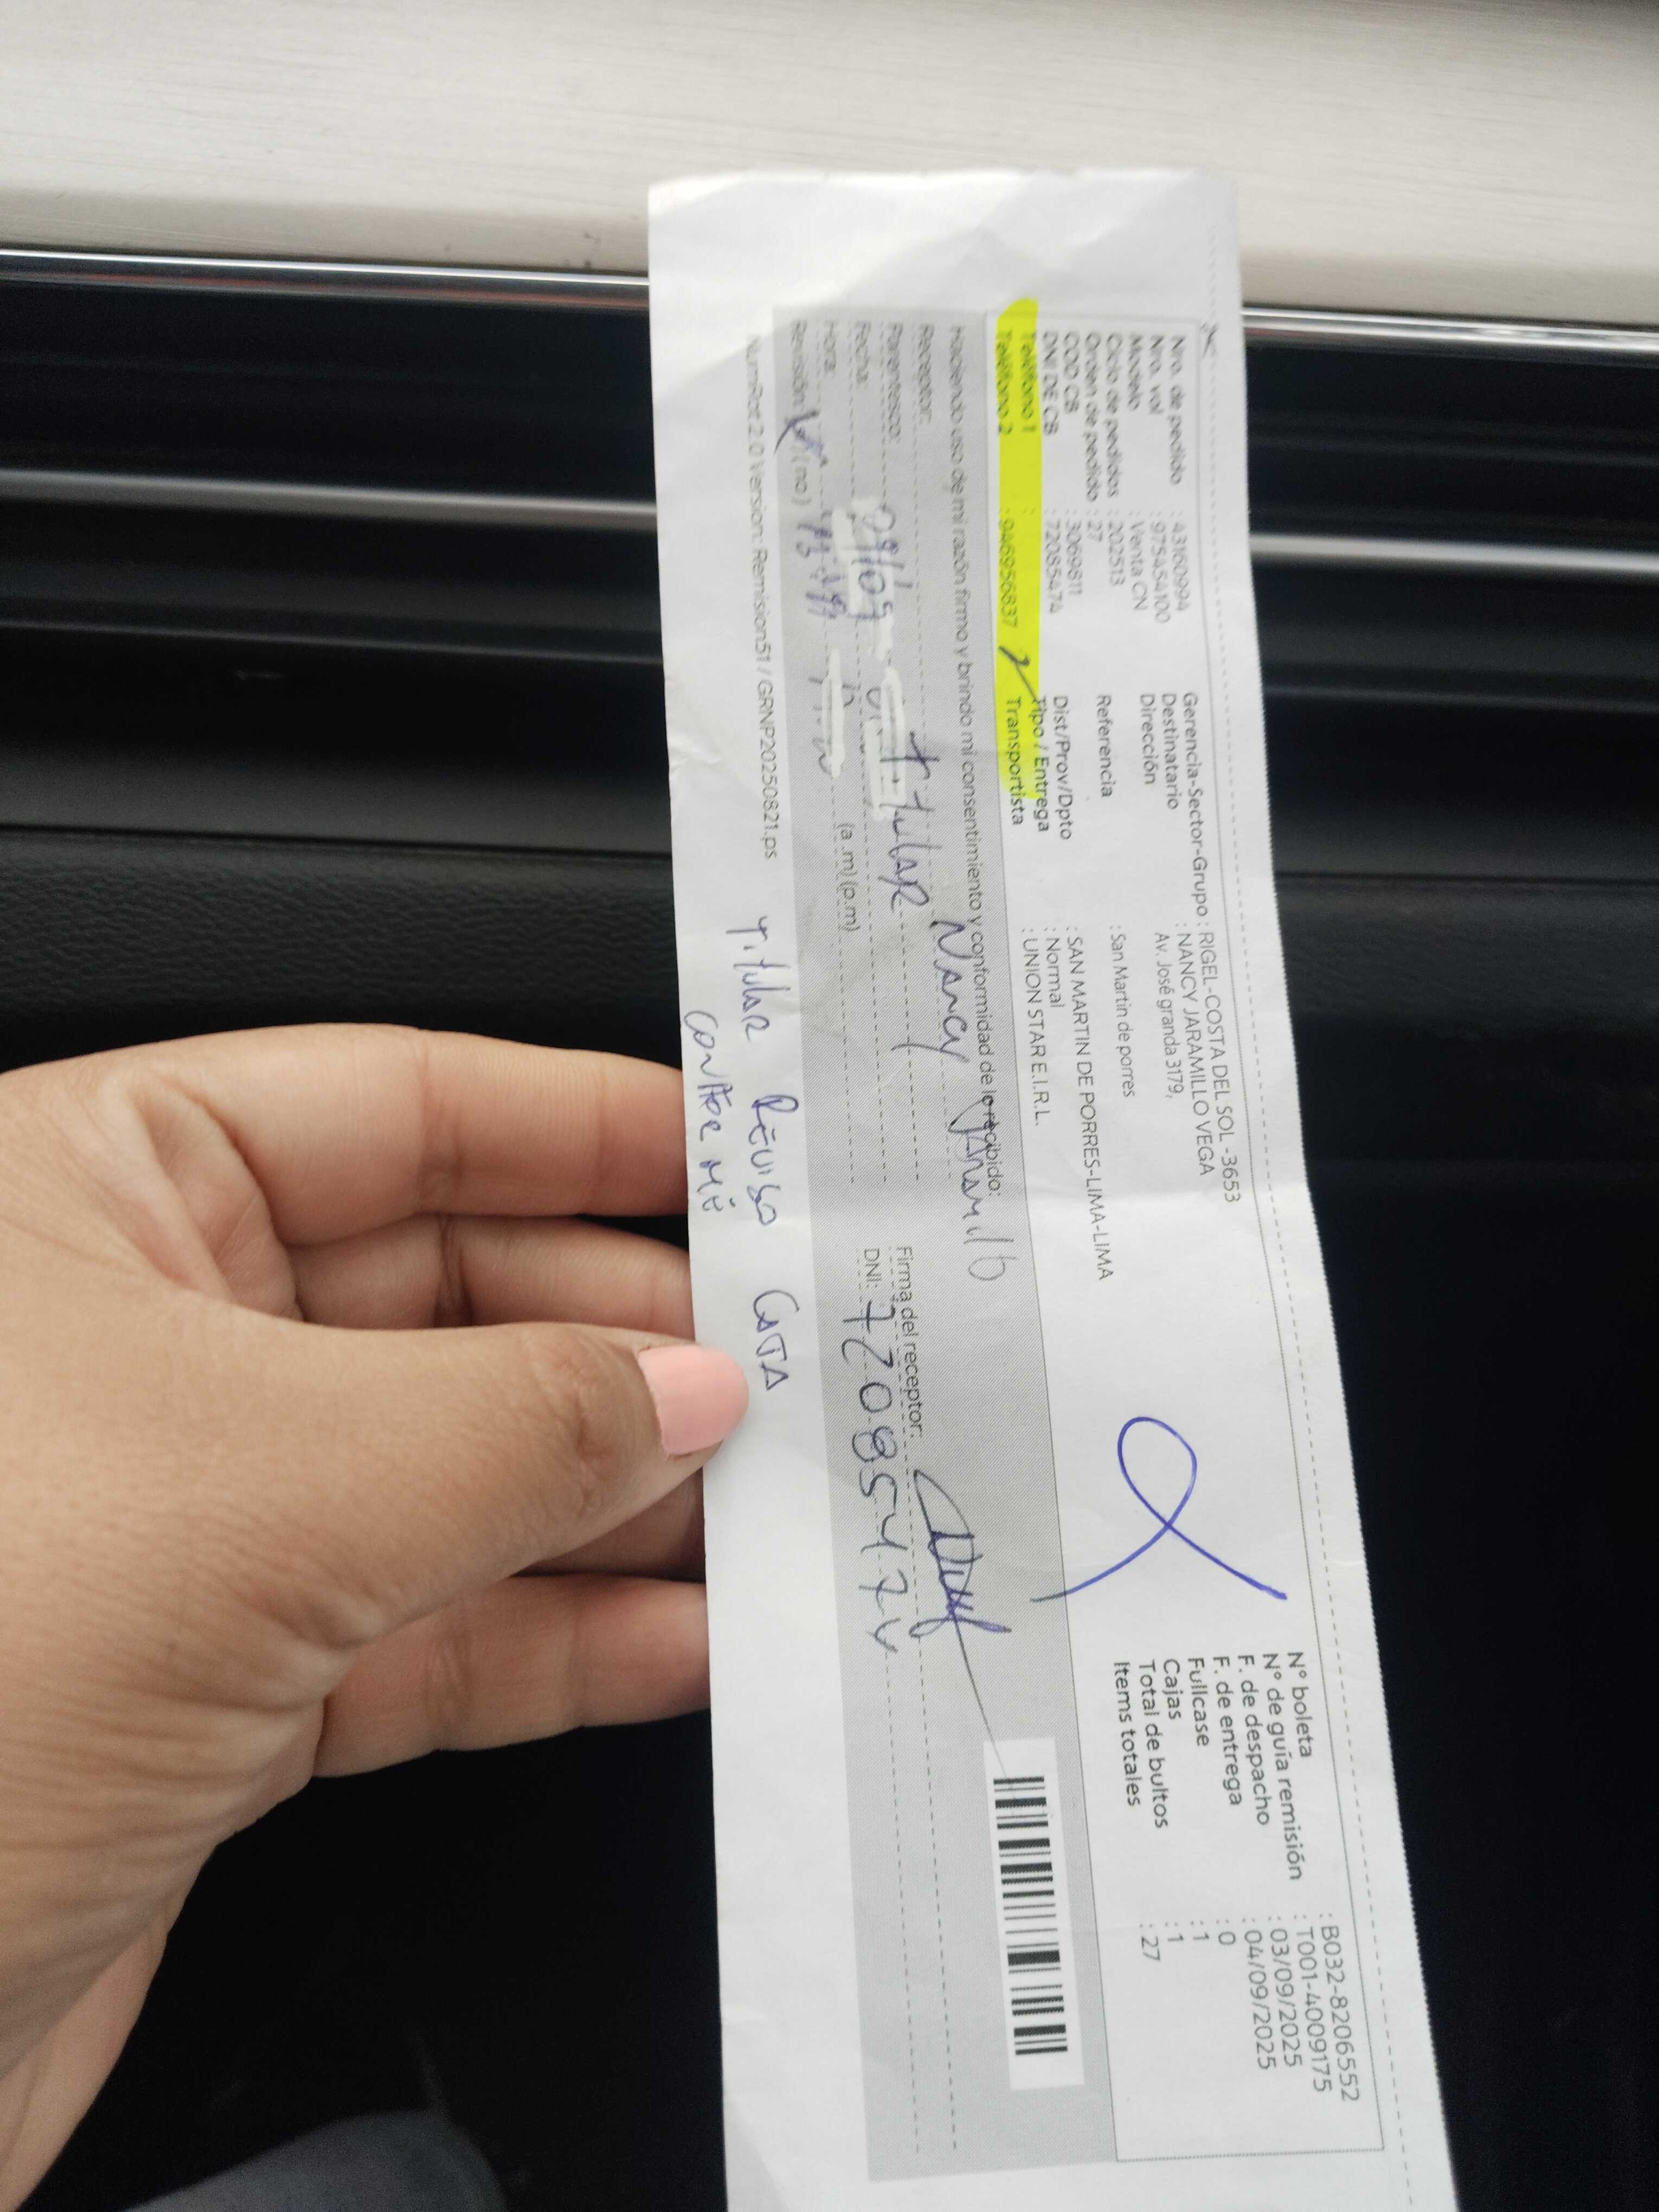 Nro. de pedido : 43160994
Nro. vol : 975454100
Modelo : Venta CN
Ciclo de pedidos : 202513
Orden de pedido : 27
COD CB : 3069811
DNI DE CB : 72085474
Teléfono 1 :
Teléfono 2 : 946956837
Gerencia-Sector-Grupo : RIGEL-COSTA DEL SOL -3653
Destinatario : NANCY JARAMILLO VEGA
Dirección Av. José granda 3179,
Referencia : San Martin de porres
Dist/Prov/Dpto : SAN MARTIN DE PORRES-LIMA-LIMA
Tipo / Entrega : Normal
Transportista : UNION STAR E.I.R.L.
N° boleta : B032-8206552
N° de guía remisión : T001-4009175
F. de despacho : 03/09/2025
F. de entrega : 04/09/2025
Fullcase : 0
Cajas : 1
Total de bultos : 1
Items totales : 27
Haciendo uso de mi razón firmo y brindo mi consentimiento y conformidad de lo recibido:
Receptor: Nancy Jaramillo
Parentesco: titular
Fecha:
Hora: (a.m) (p.m)
Revisión: (no)
Firma del receptor:
DNI: 72085474
NumRot 2.0 Version: Remision51 / GRNP20250821.ps
Titular Reviso CAJA
CONFORME